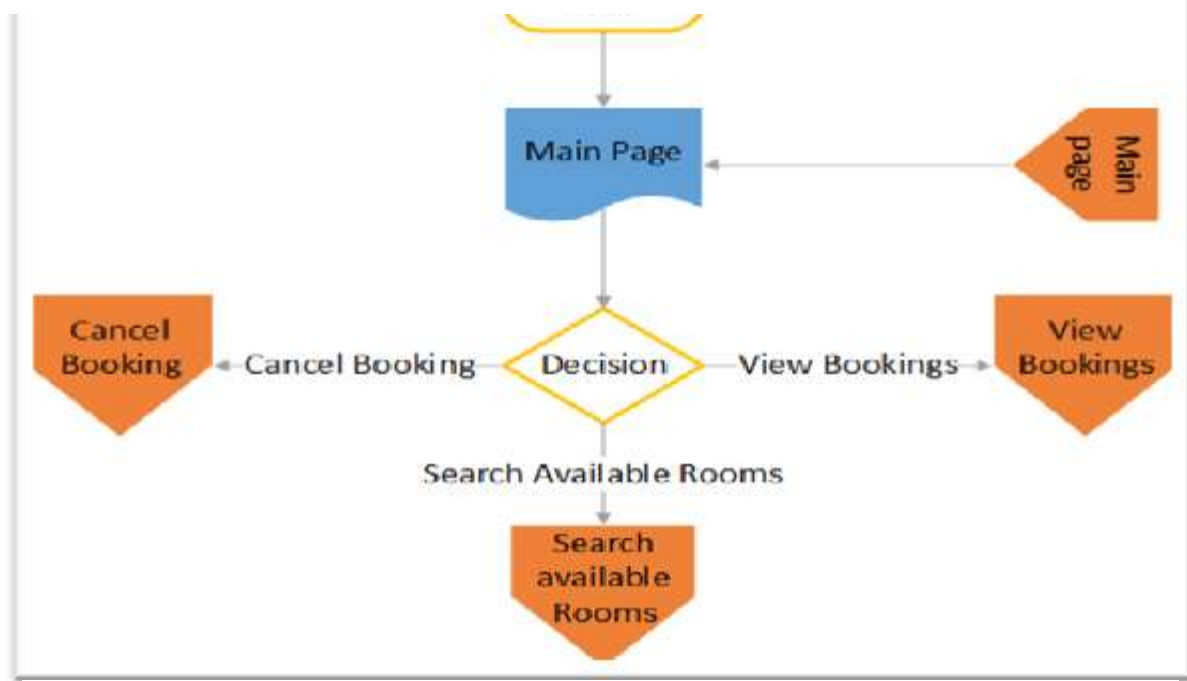 Main Page
Main
page
Cancel
Booking
Cancel Booking
Decision
View Bookings
View
Bookings
Search Available Rooms
Search
available
Rooms